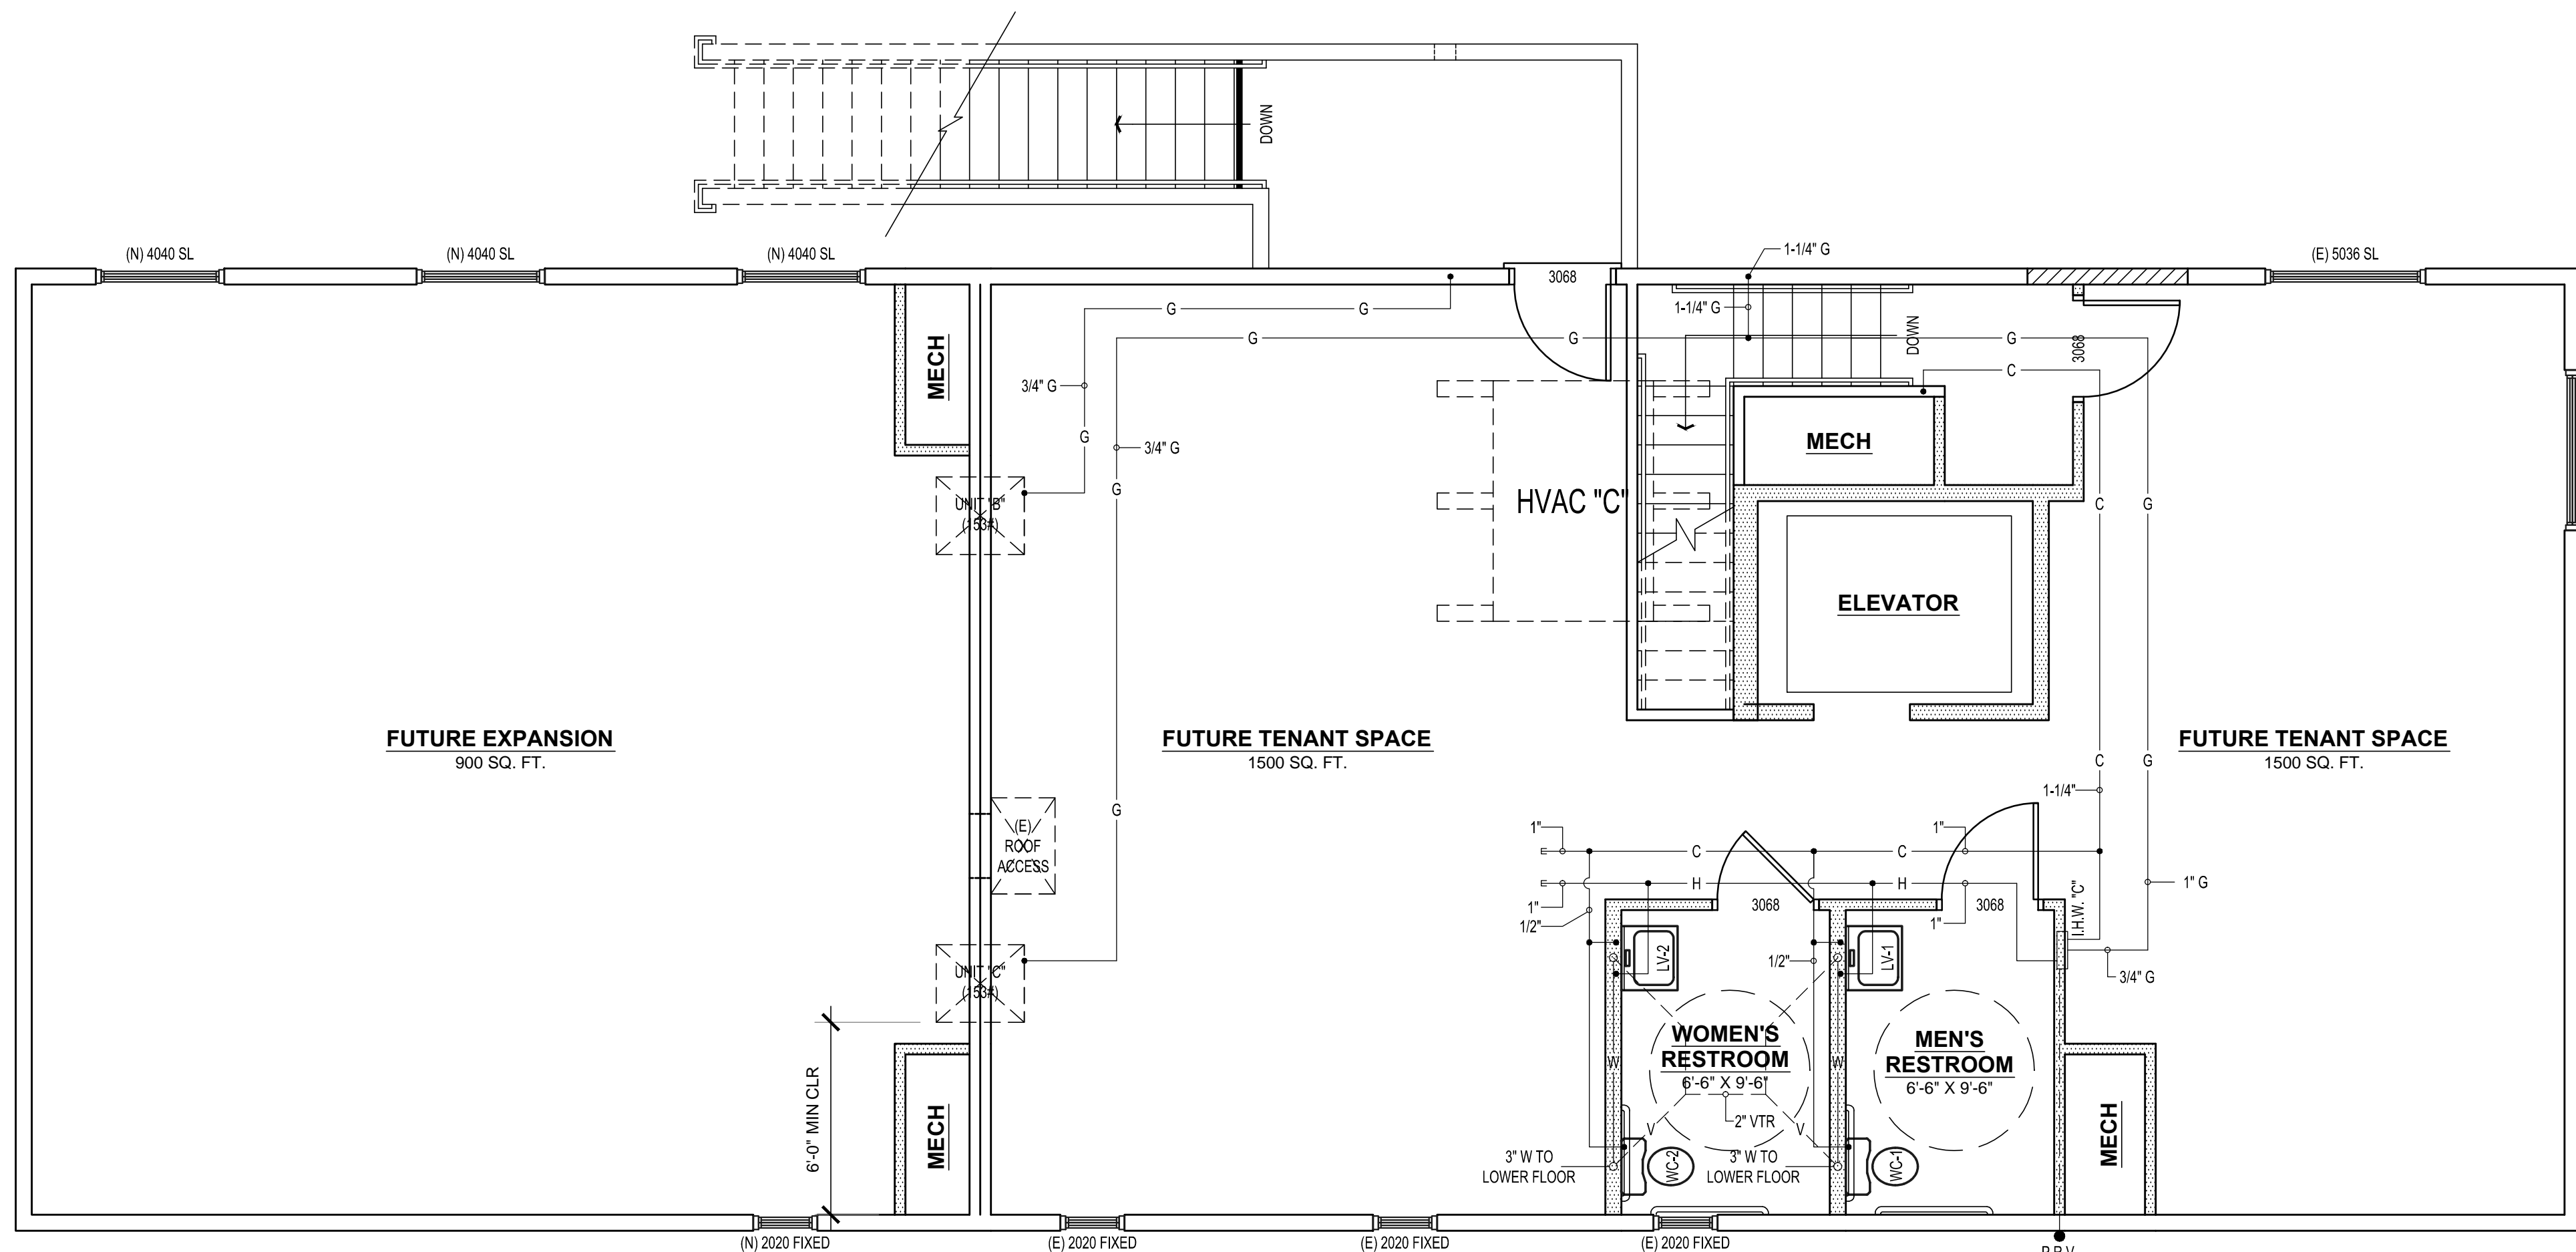 DOWN
(N) 4040 SL
(N) 4040 SL
(N) 4040 SL
3068
1-1/4" G
(E) 5036 SL
1-1/4" G
G
G
G
G
G
DOWN
3068
C
MECH
3/4" G
G
3/4" G
G
MECH
UNIT "B"
(153#)
HVAC "C"
C
G
ELEVATOR
FUTURE EXPANSION
900 SQ. FT.
FUTURE TENANT SPACE
1500 SQ. FT.
FUTURE TENANT SPACE
1500 SQ. FT.
C
G
1-1/4"
G
(E)
ROOF
ACCESS
1"
1"
E
C
C
E
H
H
1" G
1"
1/2"
3068
1"
3068
I.H.W. "C"
UNIT "C"
(153#)
LV-2
1/2"
LV-1
3/4" G
6'-0" MIN CLR
MECH
W
WOMEN'S
RESTROOM
6'-6" X 9'-6"
W
MEN'S
RESTROOM
6'-6" X 9'-6"
2" VTR
V
V
MECH
3" W TO
LOWER FLOOR
WC-2
3" W TO
LOWER FLOOR
WC-1
(N) 2020 FIXED
(E) 2020 FIXED
(E) 2020 FIXED
(E) 2020 FIXED
P.R.V.